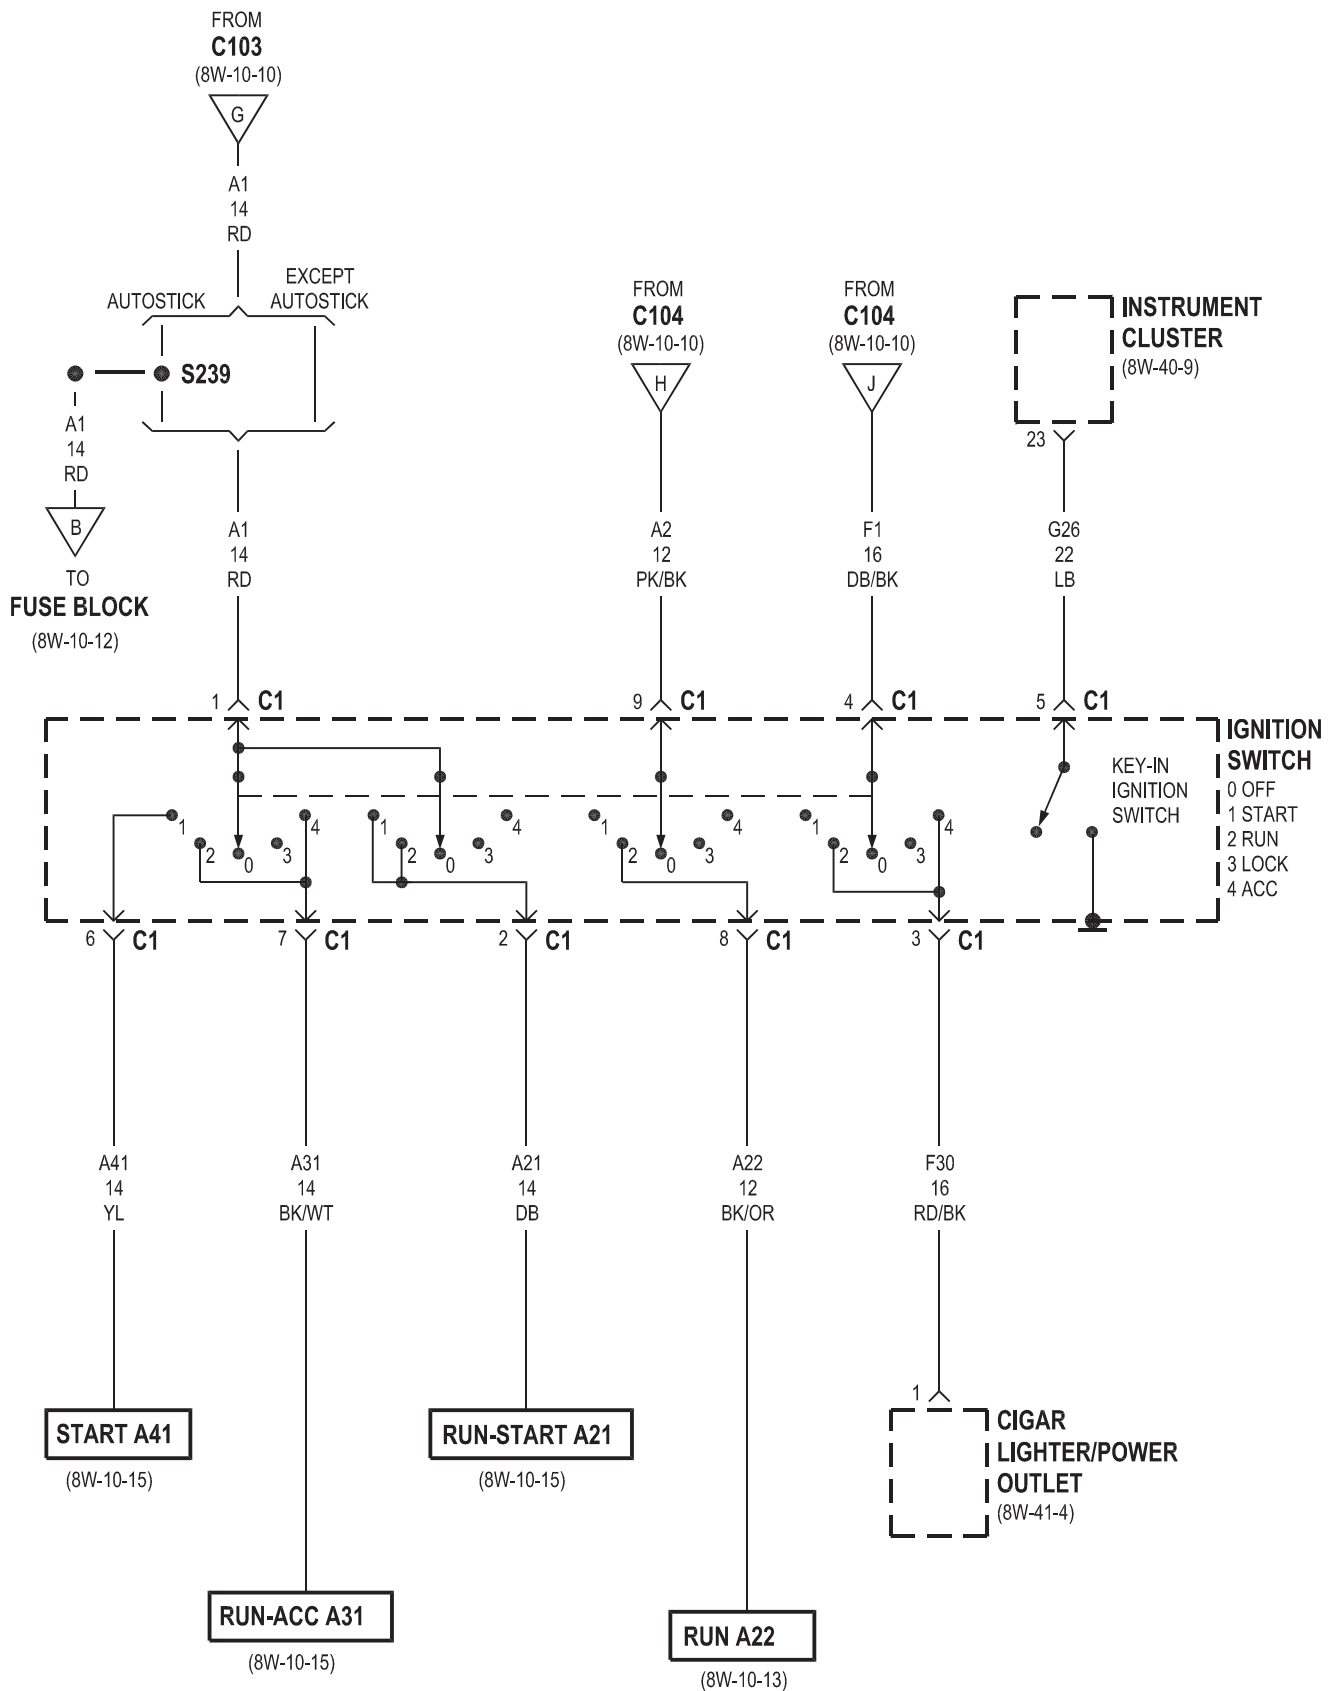 FROM
C103
(8W-10-10)
G
A1
14
RD
AUTOSTICK
EXCEPT
AUTOSTICK
S239
A1
14
RD
B
TO
FUSE BLOCK
(8W-10-12)
A1
14
RD
FROM
C104
(8W-10-10)
H
A2
12
PK/BK
FROM
C104
(8W-10-10)
J
F1
16
DB/BK
INSTRUMENT
CLUSTER
(8W-40-9)
23
G26
22
LB
1 C1
9 C1
4 C1
5 C1
IGNITION
SWITCH
0 OFF
1 START
2 RUN
3 LOCK
4 ACC
KEY-IN
IGNITION
SWITCH
1 2 0 3 4
1 2 0 3 4
1 2 0 3 4
1 2 0 3 4
6 C1
7 C1
2 C1
8 C1
3 C1
A41
14
YL
A31
14
BK/WT
A21
14
DB
A22
12
BK/OR
F30
16
RD/BK
START A41
(8W-10-15)
RUN-START A21
(8W-10-15)
1
CIGAR
LIGHTER/POWER
OUTLET
(8W-41-4)
RUN-ACC A31
(8W-10-15)
RUN A22
(8W-10-13)